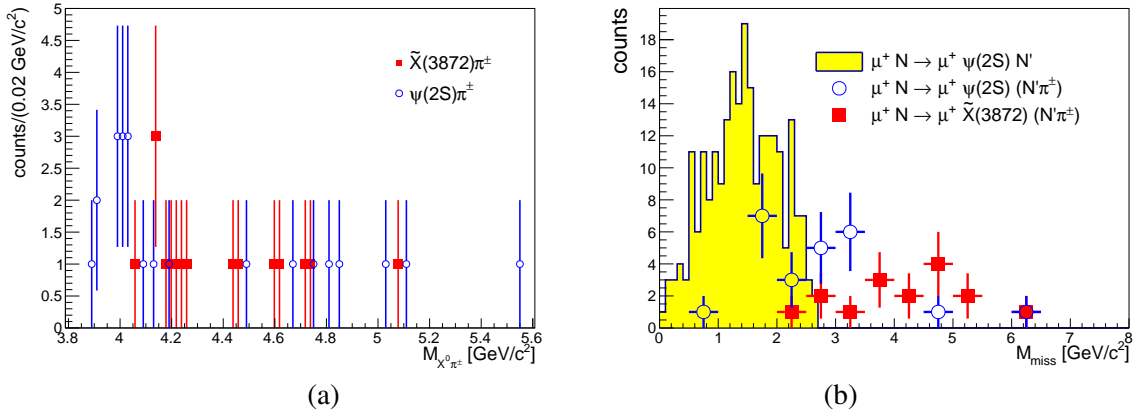 counts/(0.02 GeV/c²)
5
4.5
4
3.5
3
2.5
2
1.5
1
0.5
0
X̃(3872)π±
ψ(2S)π±
3.8 4 4.2 4.4 4.6 4.8 5 5.2 5.4 5.6
M_X⁰π± [GeV/c²]
(a)
counts
18
16
14
12
10
8
6
4
2
0
μ⁺ N → μ⁺ ψ(2S) N'
μ⁺ N → μ⁺ ψ(2S) (N'π±)
μ⁺ N → μ⁺ X̃(3872) (N'π±)
0 1 2 3 4 5 6 7 8
M_miss [GeV/c²]
(b)